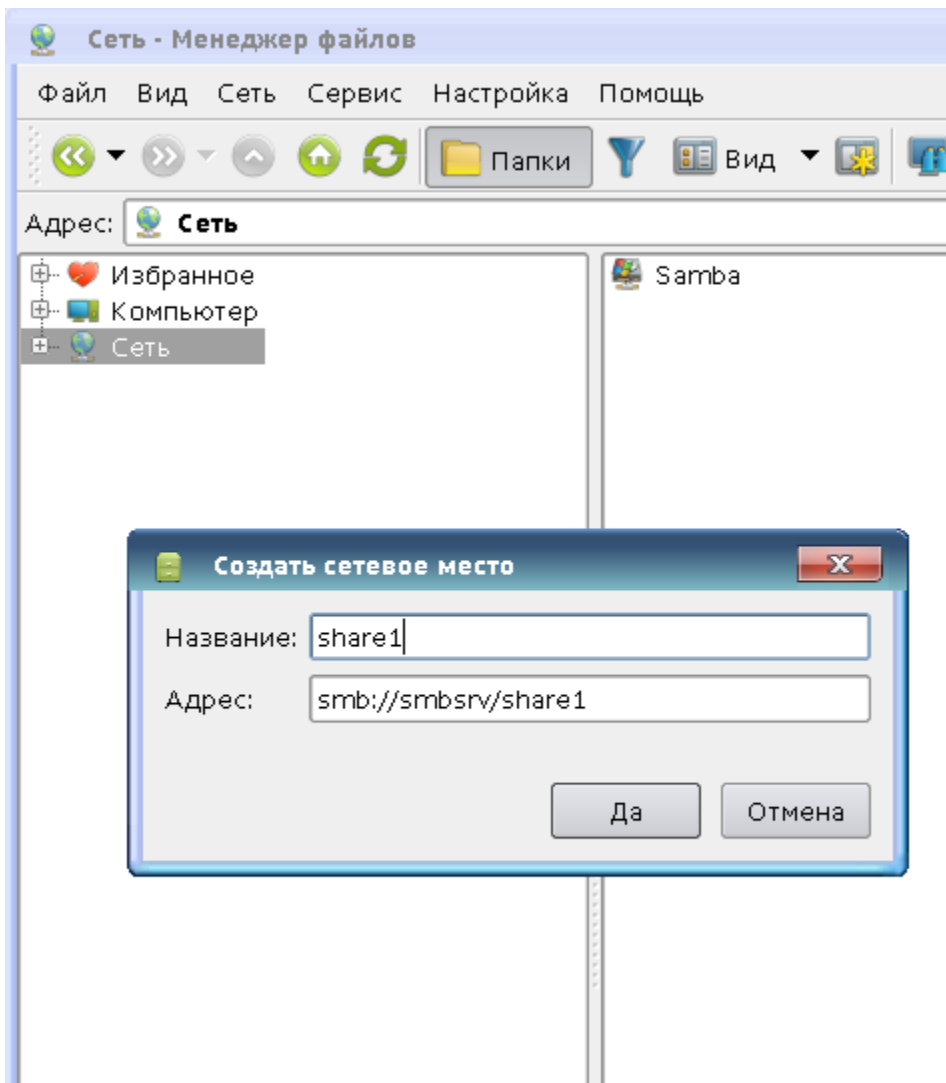 Сеть - Менеджер файлов
Файл Вид Сеть Сервис Настройка Помощь
Папки Вид
Адрес: Сеть
Избранное
Компьютер
Сеть
Samba
Создать сетевое место
Название: share1
Адрес: smb://smbsrv/share1
Да Отмена